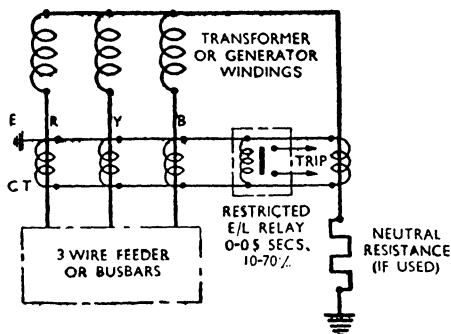 TRANSFORMER
OR GENERATOR
WINDINGS
E R Y B
TRIP
CT
RESTRICTED
E/L RELAY
0-0·5 SECS.
10-70%
3 WIRE FEEDER
OR BUSBARS
NEUTRAL
RESISTANCE
(IF USED)